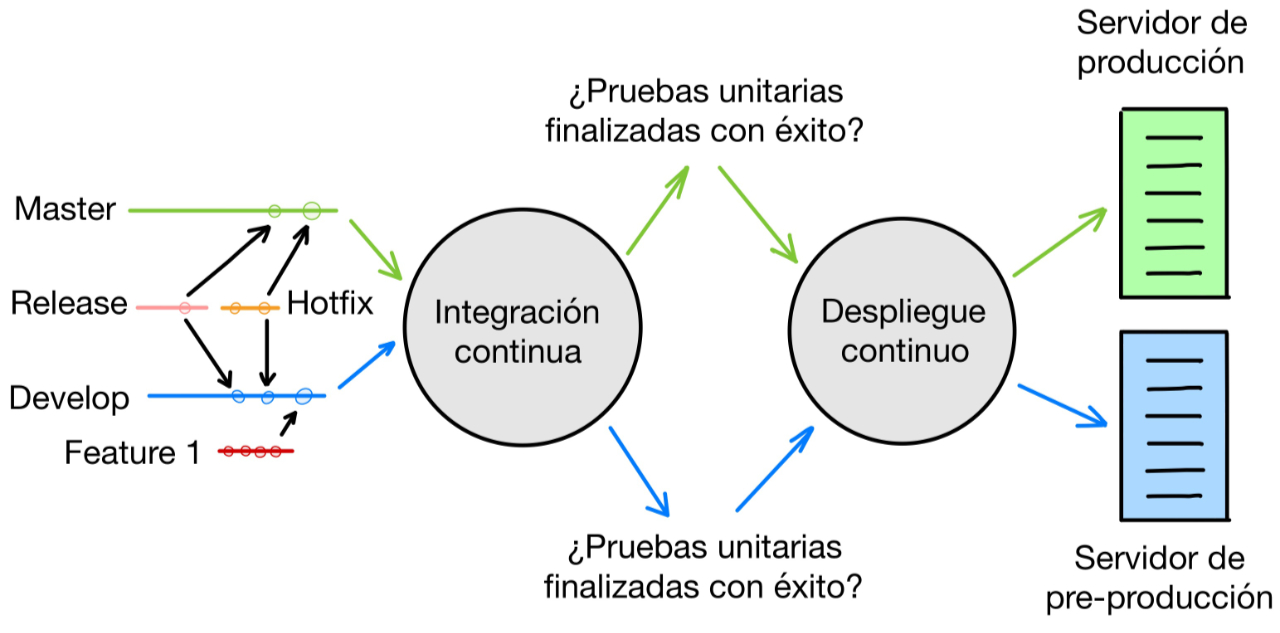 Servidor de
producción
¿Pruebas unitarias
finalizadas con éxito?
Master
Release
Hotfix
Develop
Feature 1
Integración
continua
Despliegue
continuo
¿Pruebas unitarias
finalizadas con éxito?
Servidor de
pre-producción